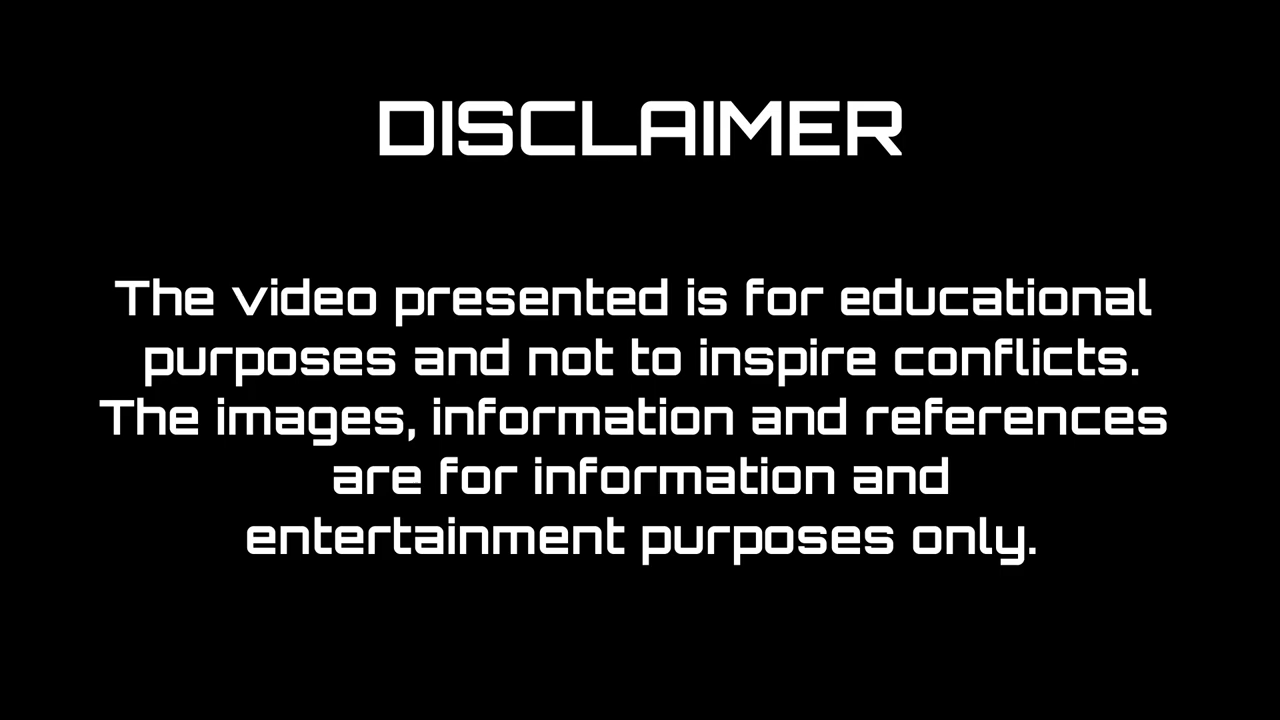 DISCLAIMER
The video presented is for educational
purposes and not to inspire conflicts.
The images, information and references
are for information and
entertainment purposes only.